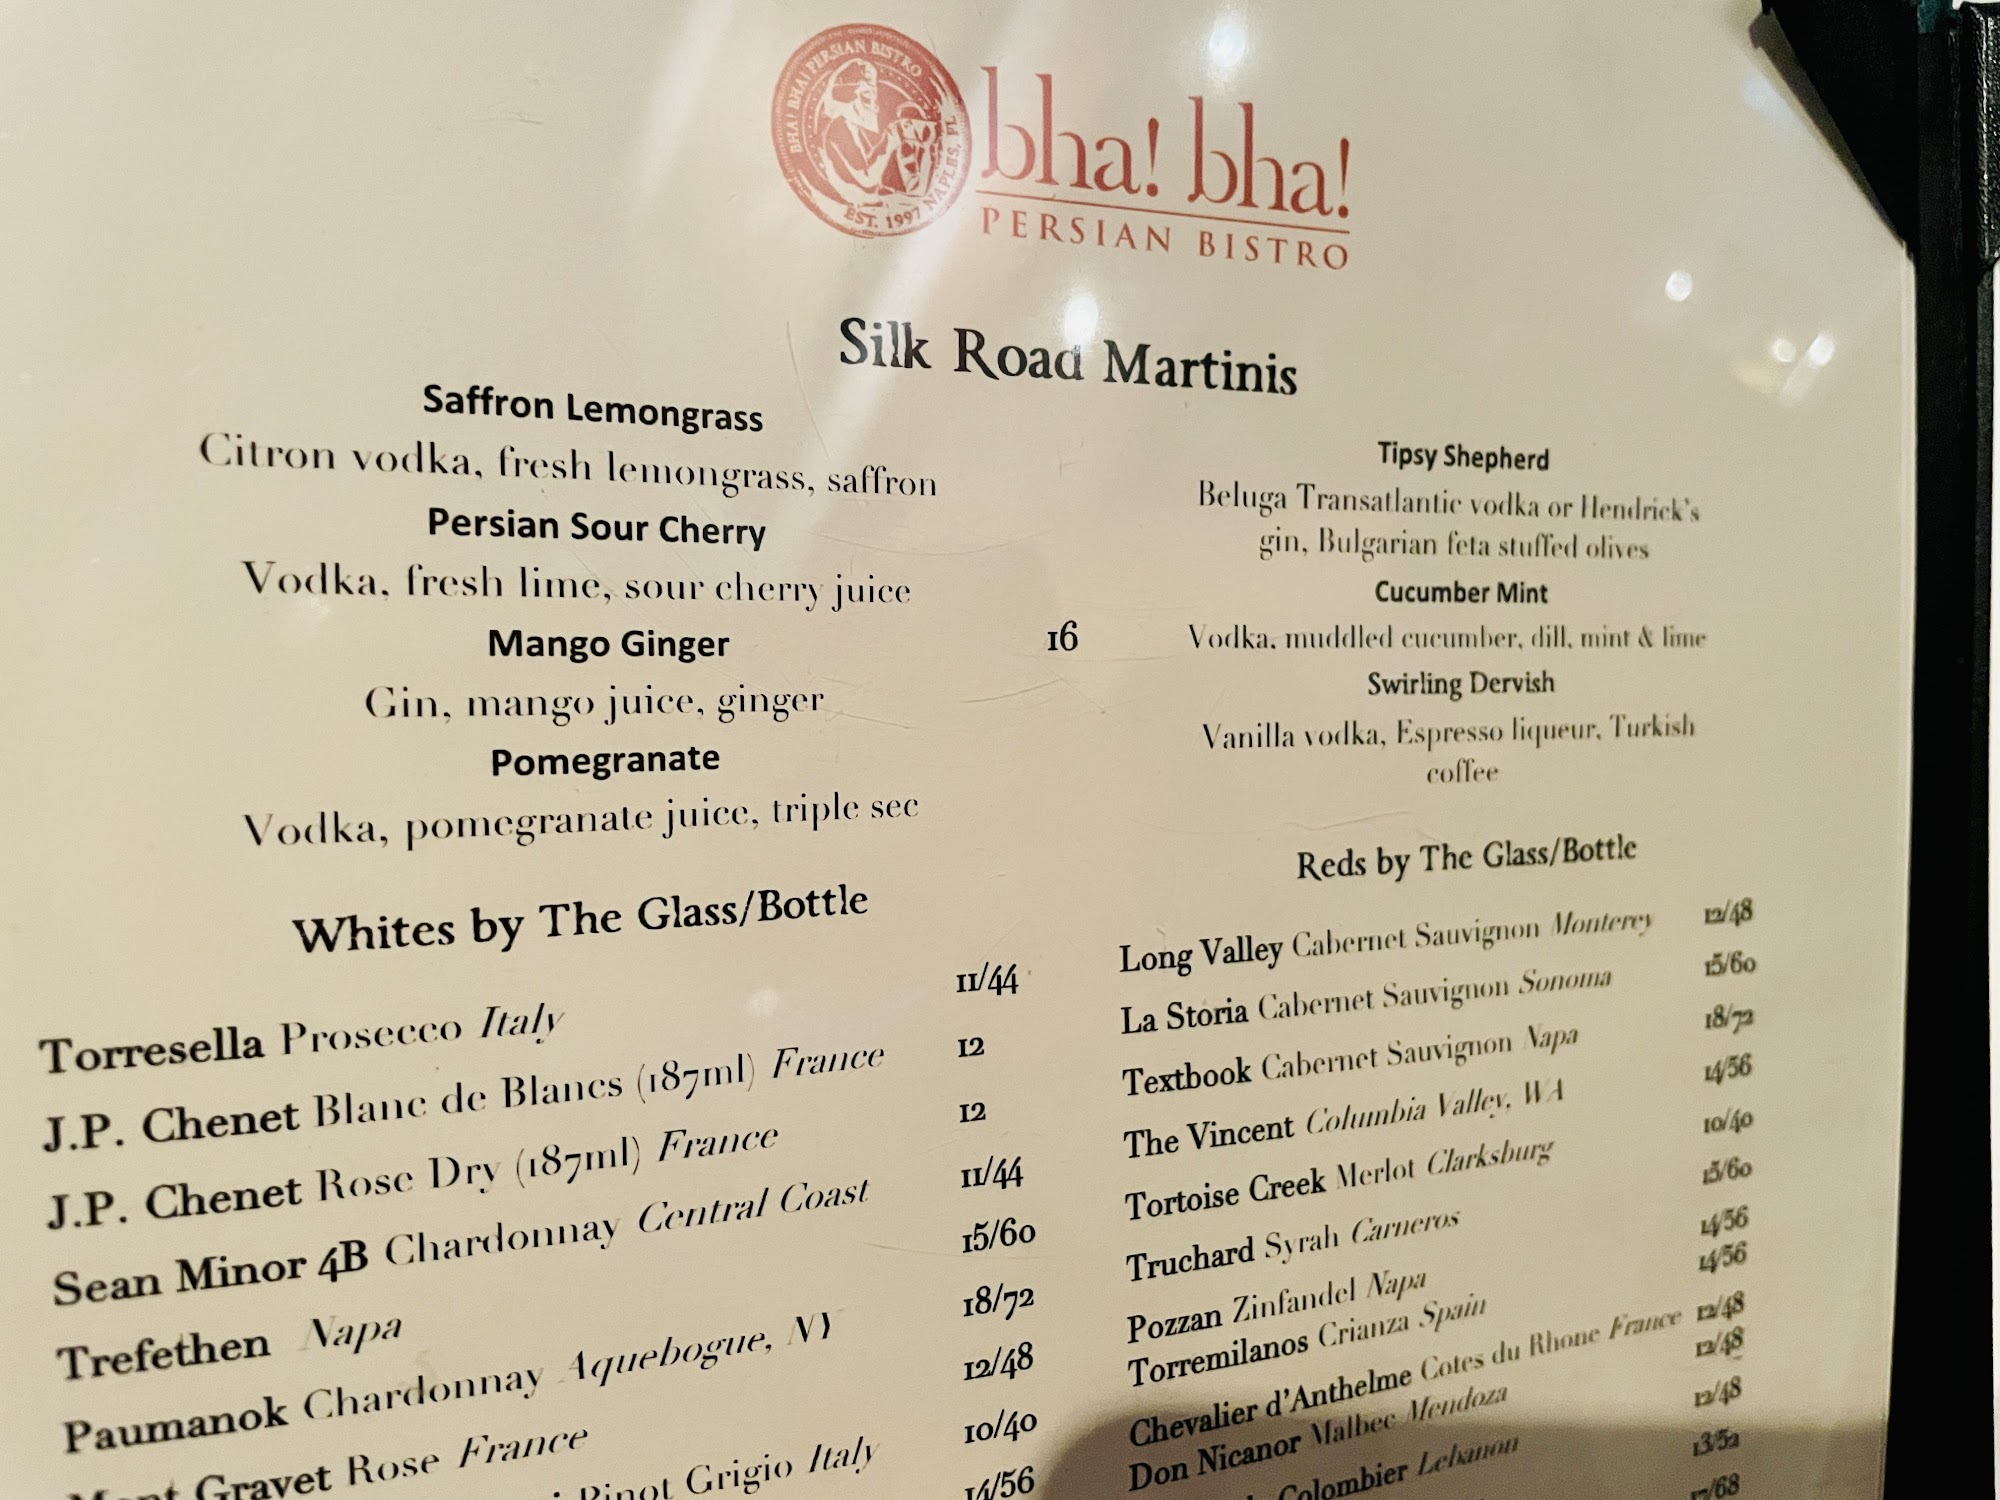 BHA! BHA! PERSIAN BISTRO
EST. 1997 NAPLES, FL
bha! bha!
PERSIAN BISTRO
Silk Road Martinis
Saffron Lemongrass
Citron vodka, fresh lemongrass, saffron
Persian Sour Cherry
Vodka, fresh lime, sour cherry juice
Mango Ginger
Gin, mango juice, ginger
Pomegranate
Vodka, pomegranate juice, triple sec
16
Tipsy Shepherd
Beluga Transatlantic vodka or Hendrick's
gin, Bulgarian feta stuffed olives
Cucumber Mint
Vodka, muddled cucumber, dill, mint & lime
Swirling Dervish
Vanilla vodka, Espresso liqueur, Turkish
coffee
Whites by The Glass/Bottle
Torresella Prosecco Italy 11/44
J.P. Chenet Blanc de Blancs (187ml) France 12
J.P. Chenet Rose Dry (187ml) France 12
Sean Minor 4B Chardonnay Central Coast 11/44
Trefethen Napa 15/60
Paumanok Chardonnay Aquebogue, NY 18/72
Mont Gravet Rose France 12/48
Pinot Grigio Italy 10/40
14/56
Reds by The Glass/Bottle
Long Valley Cabernet Sauvignon Monterey 12/48
La Storia Cabernet Sauvignon Sonoma 15/60
Textbook Cabernet Sauvignon Napa 18/72
The Vincent Columbia Valley, WA 14/56
Tortoise Creek Merlot Clarksburg 10/40
Truchard Syrah Carneros 15/60
Pozzan Zinfandel Napa 14/56
Torremilanos Crianza Spain 14/56
Chevalier d'Anthelme Cotes du Rhone France 12/48
Don Nicanor Malbec Mendoza 12/48
Colombier Lebanon 12/48
13/52
17/68